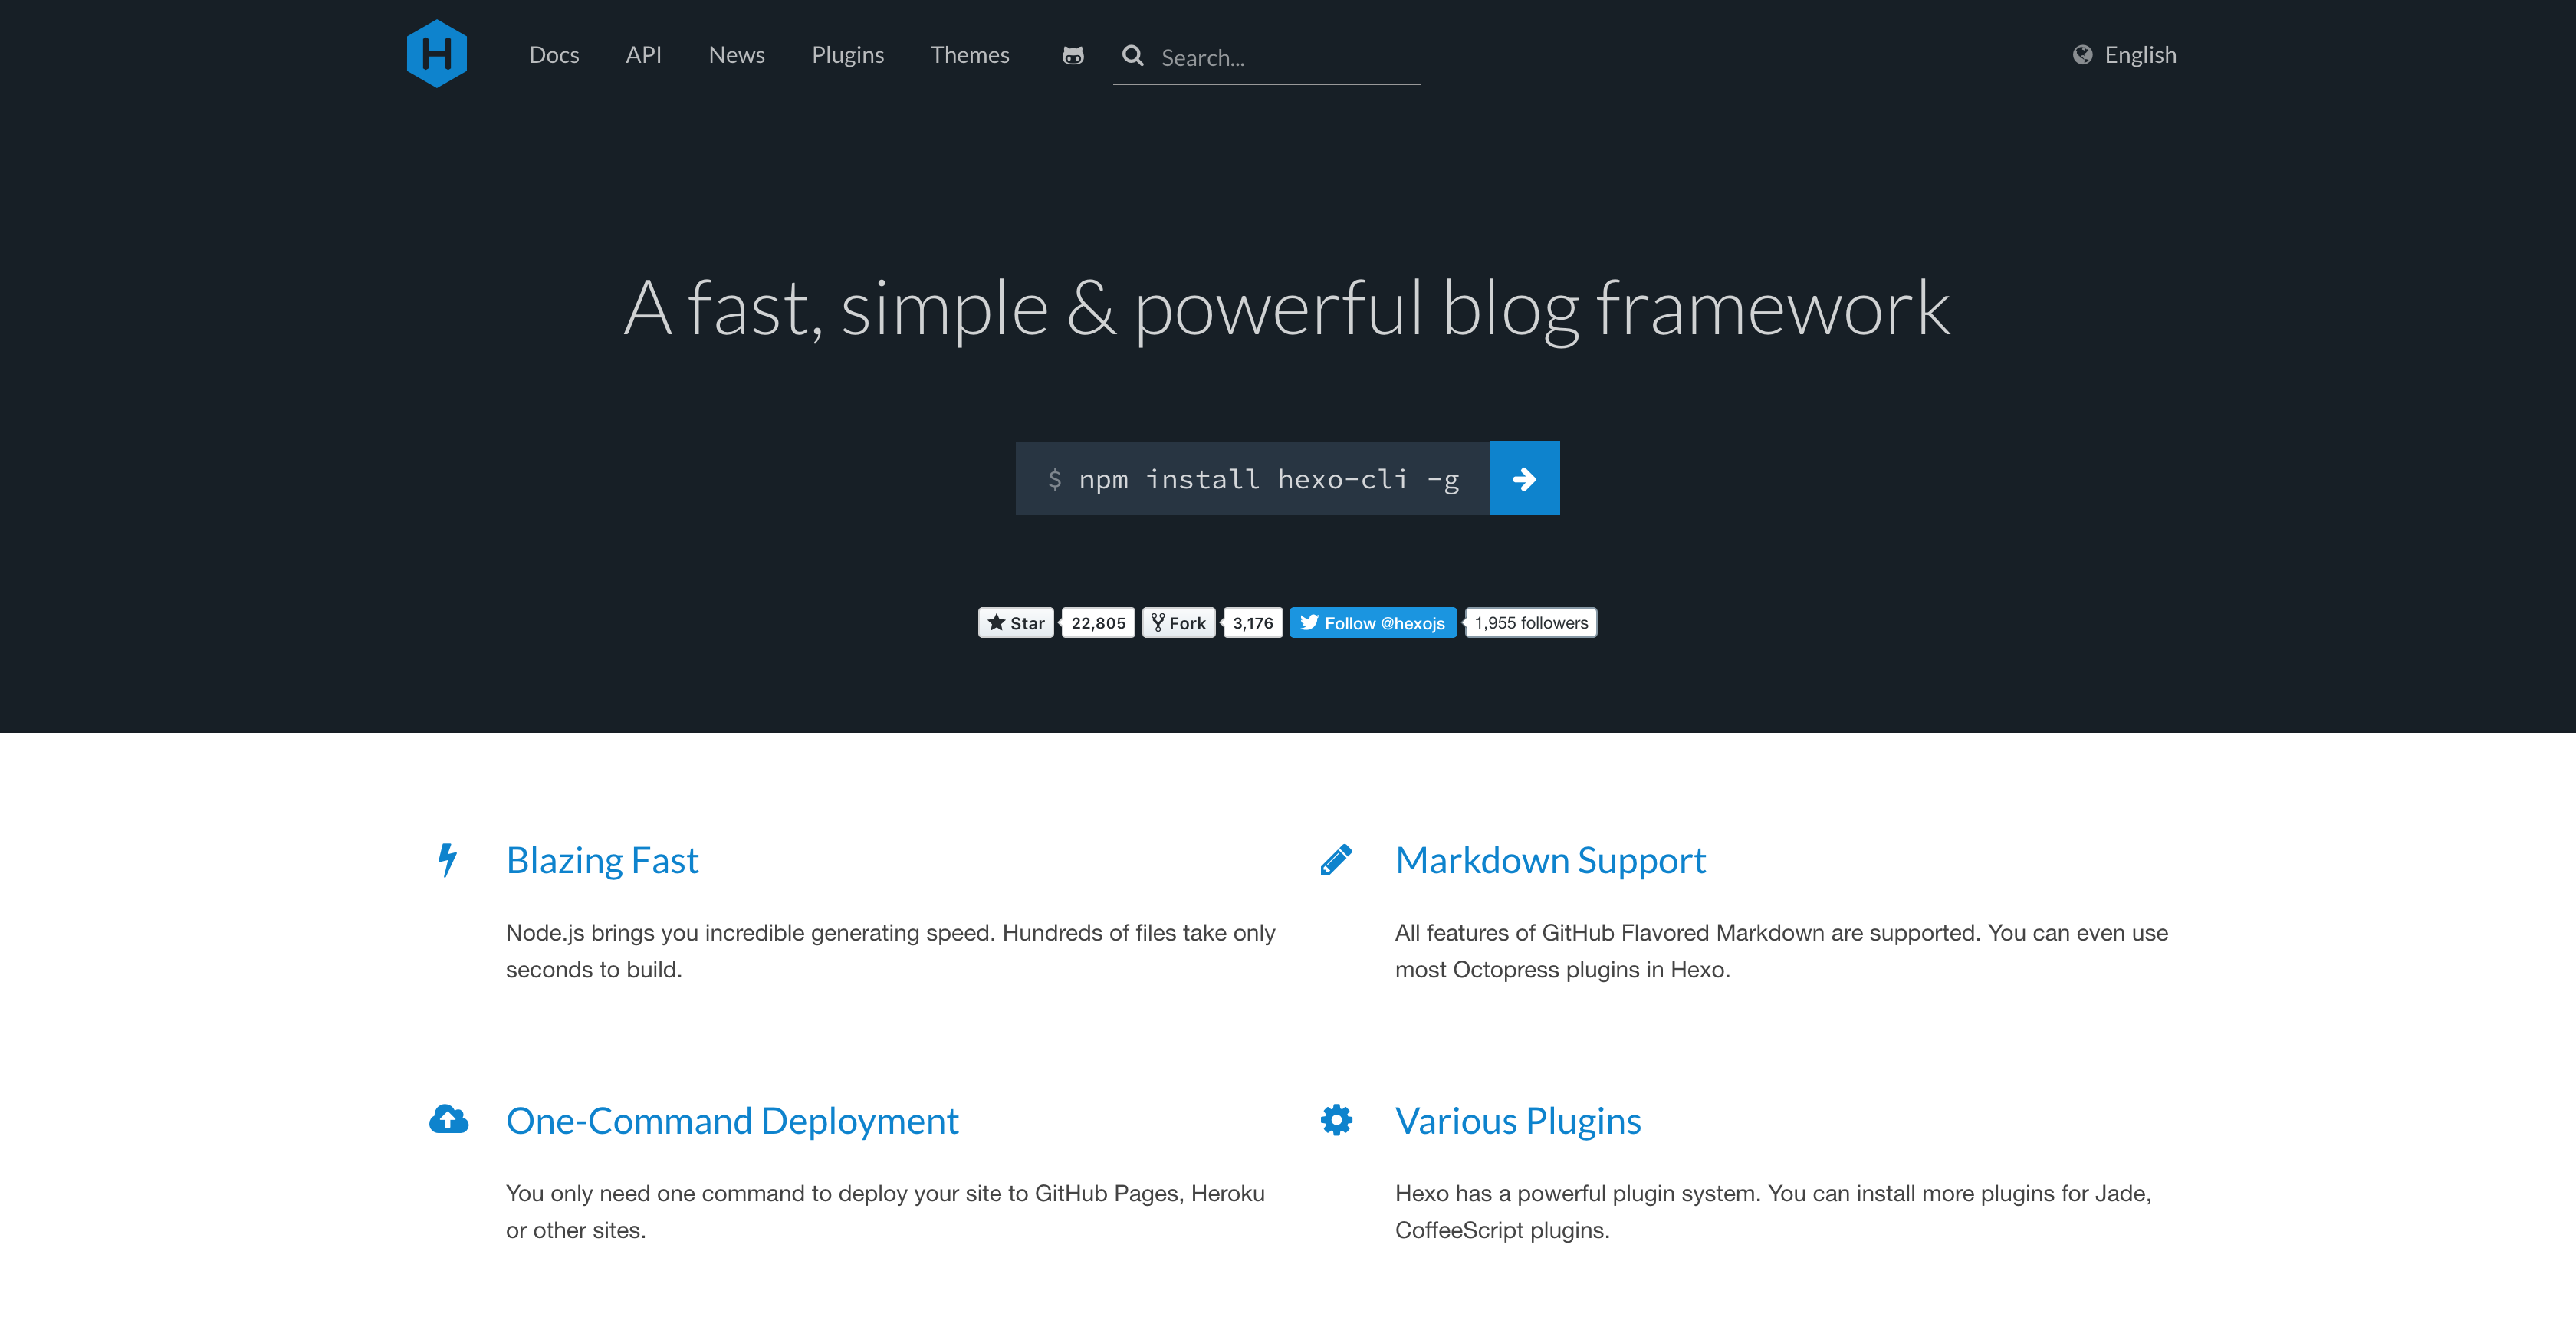 H
Docs API News Plugins Themes Search... English
A fast, simple & powerful blog framework
$ npm install hexo-cli -g
Star 22,805 Fork 3,176 Follow @hexojs 1,955 followers
Blazing Fast
Node.js brings you incredible generating speed. Hundreds of files take only
seconds to build.
Markdown Support
All features of GitHub Flavored Markdown are supported. You can even use
most Octopress plugins in Hexo.
One-Command Deployment
You only need one command to deploy your site to GitHub Pages, Heroku
or other sites.
Various Plugins
Hexo has a powerful plugin system. You can install more plugins for Jade,
CoffeeScript plugins.